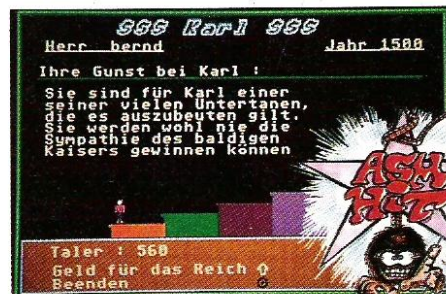 $$$ Karl $$$
Herr bernd Jahr 1500
Ihre Gunst bei Karl :
Sie sind für Karl einer
seiner vielen Untertanen,
die es auszubeuten gilt.
Sie werden wohl nie die
Sympathie des baldigen
Kaisers gewinnen können
ASM
HIT
Taler : 560
Geld für das Reich
Beenden